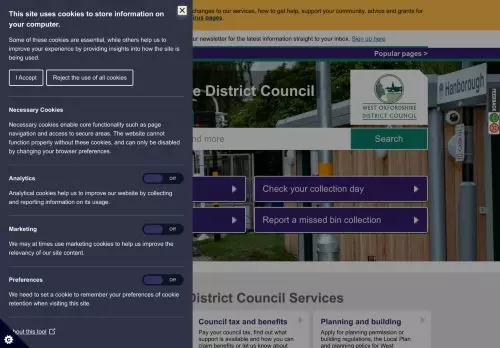 This site uses cookies to store information on
your computer.
Some of these cookies are essential, while others help us to
improve your experience by providing insights into how the site is
being used.
I Accept
Reject the use of all cookies
Necessary Cookies
Necessary cookies enable core functionality such as page
navigation and access to secure areas. The website cannot
function properly without these cookies, and can only be disabled
by changing your browser preferences.
Analytics
Off
Analytical cookies help us to improve our website by collecting
and reporting information on its usage.
Marketing
Off
We may at times use marketing cookies to help us improve the
relevancy of our site content.
Preferences
Off
We need to set a cookie to remember your preferences of cookie
retention when visiting this site.
About this tool
changes to our services, how to get help, support your community, advice and grants for
pages.
newsletter for the latest information straight to your inbox. Sign up here
Popular pages >
e District Council
WEST OXFORDSHIRE
DISTRICT COUNCIL
Hanborough
nd more
Search
Check your collection day
Report a missed bin collection
FEEDBACK
District Council Services
Council tax and benefits
Pay your council tax, find out what
support is available and how you can
claim benefits or let us know about
Planning and building
Apply for planning permission or
building regulations, the Local Plan
and planning policy for West